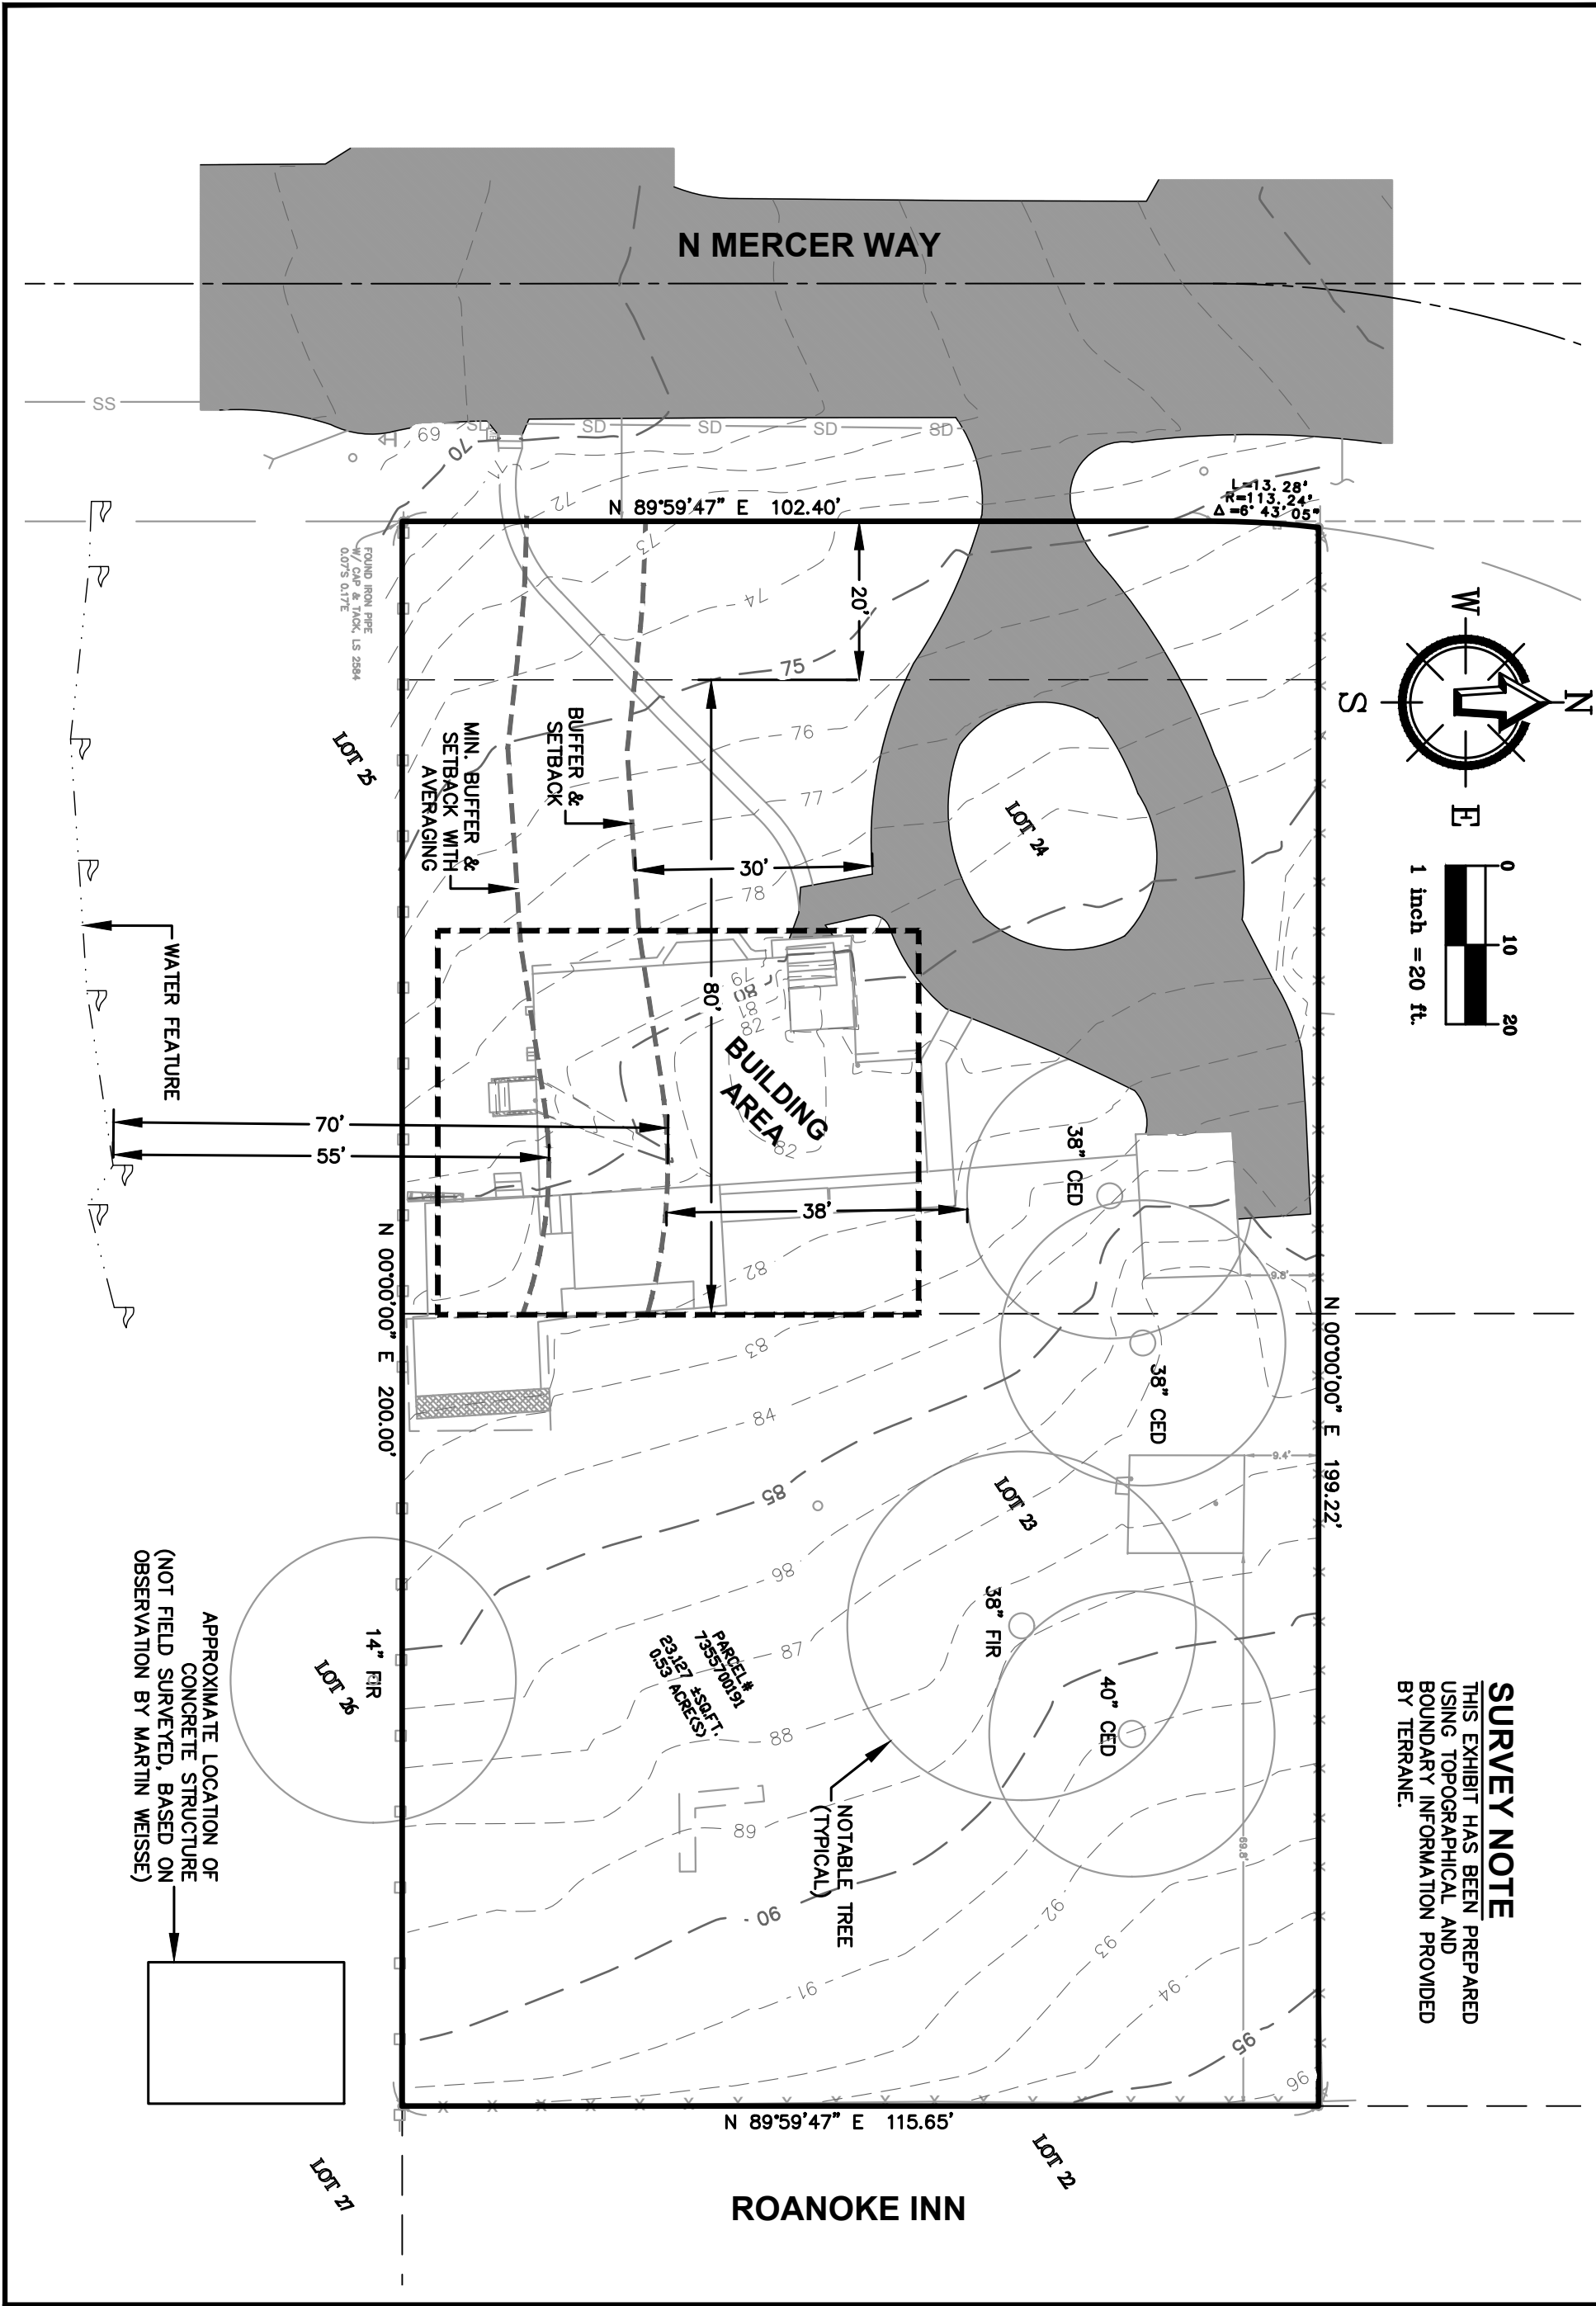 N MERCER WAY
SS
SD
SD
SD
SD
SD
69
70
71
72
73
74
75
76
77
78
79
80
81
82
82
82
83
84
85
86
87
88
89
90
91
92
93
94
95
96
N 89°59'47" E 102.40'
L=13.28'
R=113.24'
Δ=6°43'05"
FOUND IRON PIPE
W/ CAP & TACK, LS 2584
0.07'S 0.17'E
20'
W
N
S
E
0
10
20
1 inch = 20 ft.
LOT 25
LOT 24
BUFFER &
SETBACK
MIN. BUFFER &
SETBACK WITH
AVERAGING
30'
80'
WATER FEATURE
BUILDING
AREA
70'
55'
38'
38" CED
9.8'
N 00°00'00" E 200.00'
N 00°00'00" E 199.22'
38" CED
9.4'
LOT 23
38" FIR
40" CED
14" FIR
LOT 26
PARCEL#
7355700191
23,127 ±SQ.FT.
0.53 ACRE(S)
NOTABLE TREE
(TYPICAL)
69.8'
SURVEY NOTE
THIS EXHIBIT HAS BEEN PREPARED
USING TOPOGRAPHICAL AND
BOUNDARY INFORMATION PROVIDED
BY TERRANE.
APPROXIMATE LOCATION OF
CONCRETE STRUCTURE
(NOT FIELD SURVEYED, BASED ON
OBSERVATION BY MARTIN WEISSE)
N 89°59'47" E 115.65'
LOT 27
LOT 22
ROANOKE INN